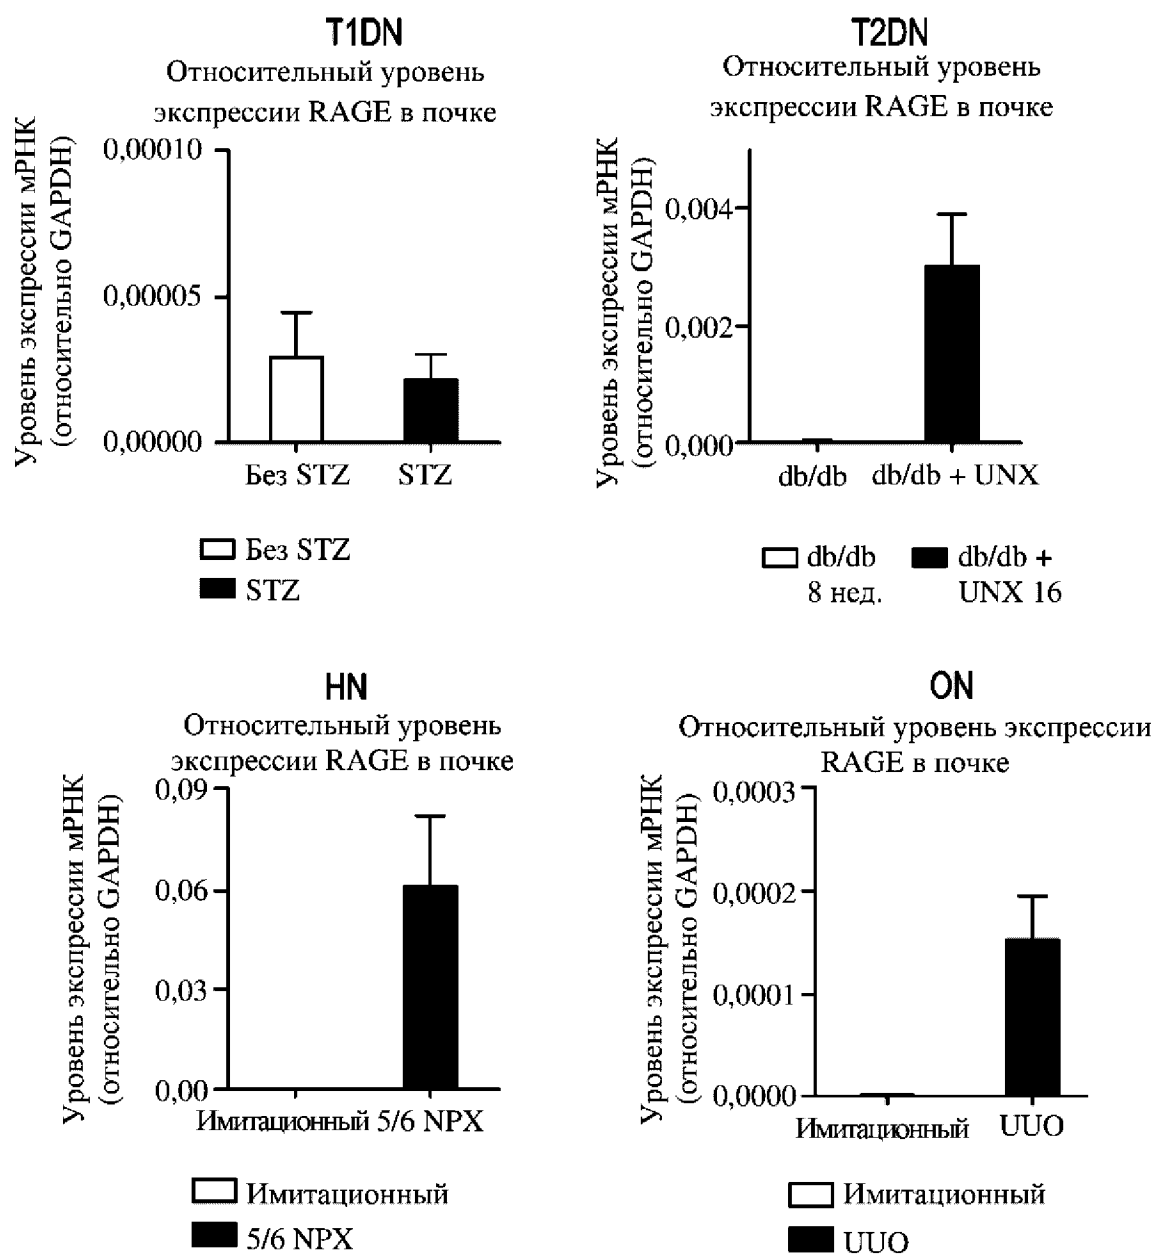 T1DN
Относительный уровень
экспрессии RAGE в почке
Уровень экспрессии мРНК
(относительно GAPDH)
0,00010
0,00005
0,00000
Без STZ
STZ
Без STZ
STZ
T2DN
Относительный уровень
экспрессии RAGE в почке
Уровень экспрессии мРНК
(относительно GAPDH)
0,004
0,002
0,000
db/db
db/db + UNX
db/db
8 нед.
db/db +
UNX 16
HN
Относительный уровень
экспрессии RAGE в почке
Уровень экспрессии мРНК
(относительно GAPDH)
0,09
0,06
0,03
0,00
Имитационный
5/6 NPX
Имитационный
5/6 NPX
ON
Относительный уровень экспрессии
RAGE в почке
Уровень экспрессии мРНК
(относительно GAPDH)
0,0003
0,0002
0,0001
0,0000
Имитационный
UUO
Имитационный
UUO